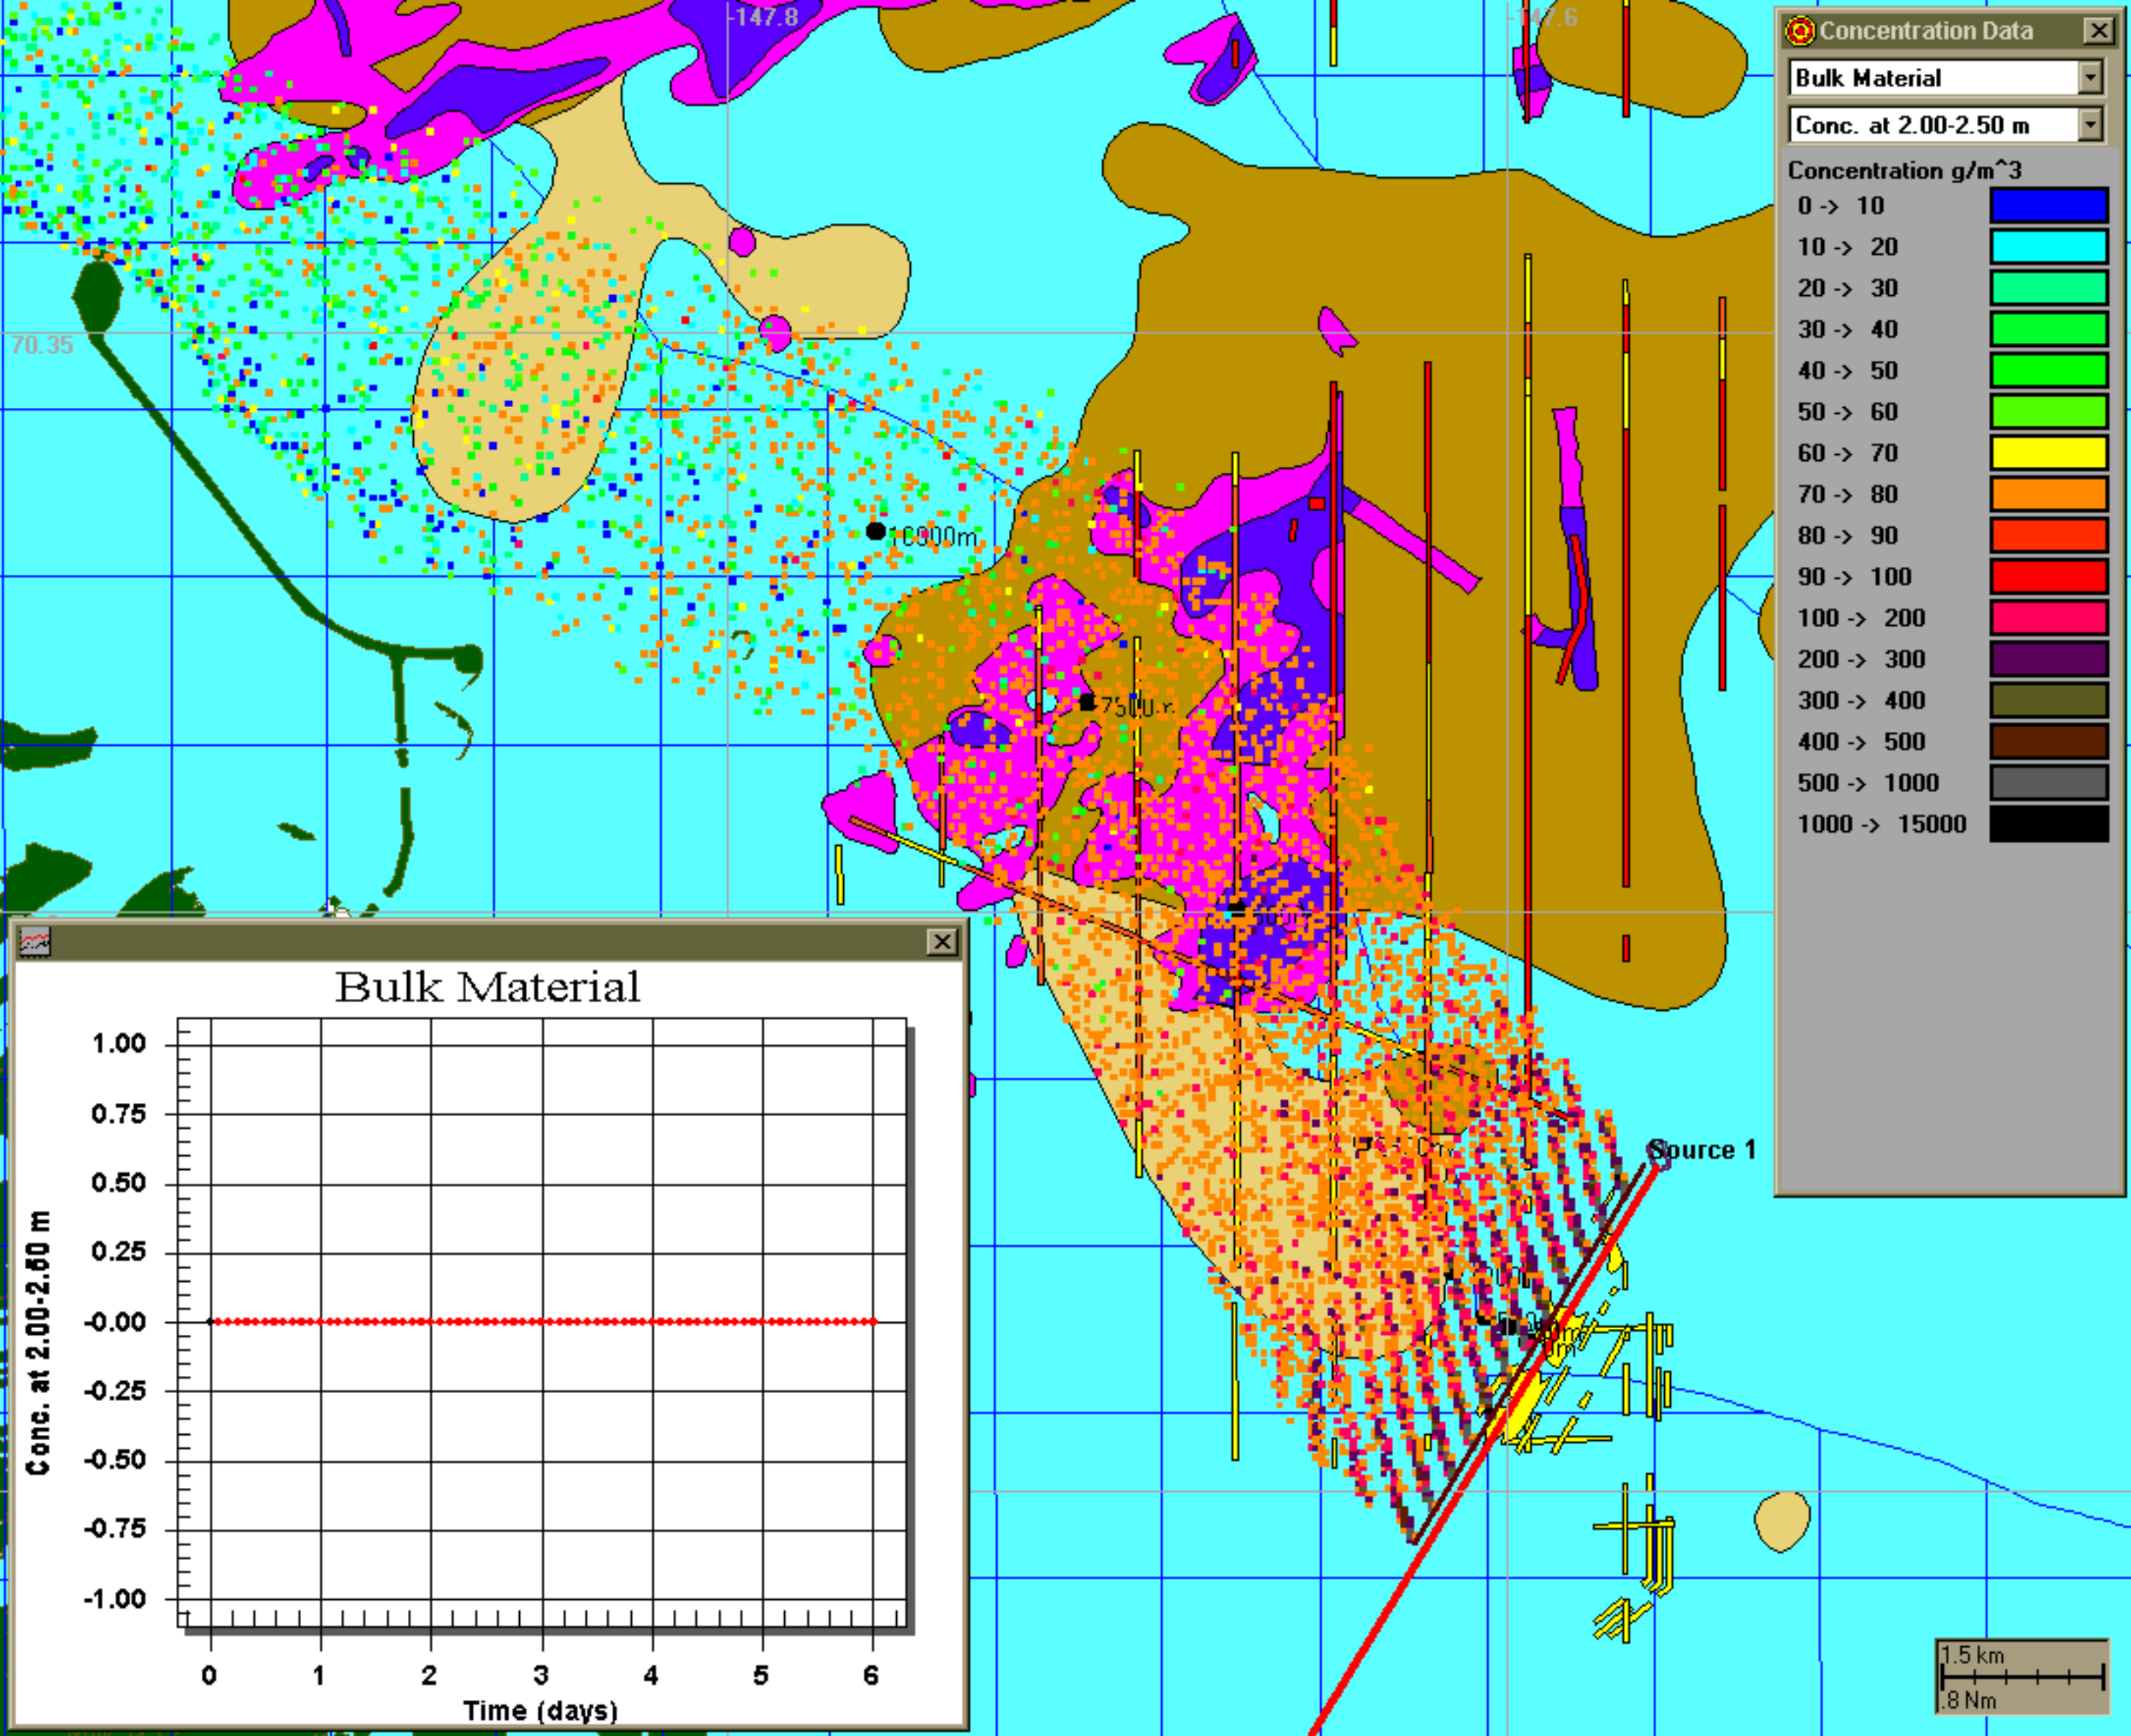 -147.8
-147.6
70.35
Source 1
Concentration Data
Bulk Material
Conc. at 2.00-2.50 m
Concentration g/m^3
0 -> 10
10 -> 20
20 -> 30
30 -> 40
40 -> 50
50 -> 60
60 -> 70
70 -> 80
80 -> 90
90 -> 100
100 -> 200
200 -> 300
300 -> 400
400 -> 500
500 -> 1000
1000 -> 15000
Bulk Material
Conc. at 2.00-2.50 m
1.00
0.75
0.50
0.25
-0.00
-0.25
-0.50
-0.75
-1.00
0 1 2 3 4 5 6
Time (days)
1.5 km
.8 Nm